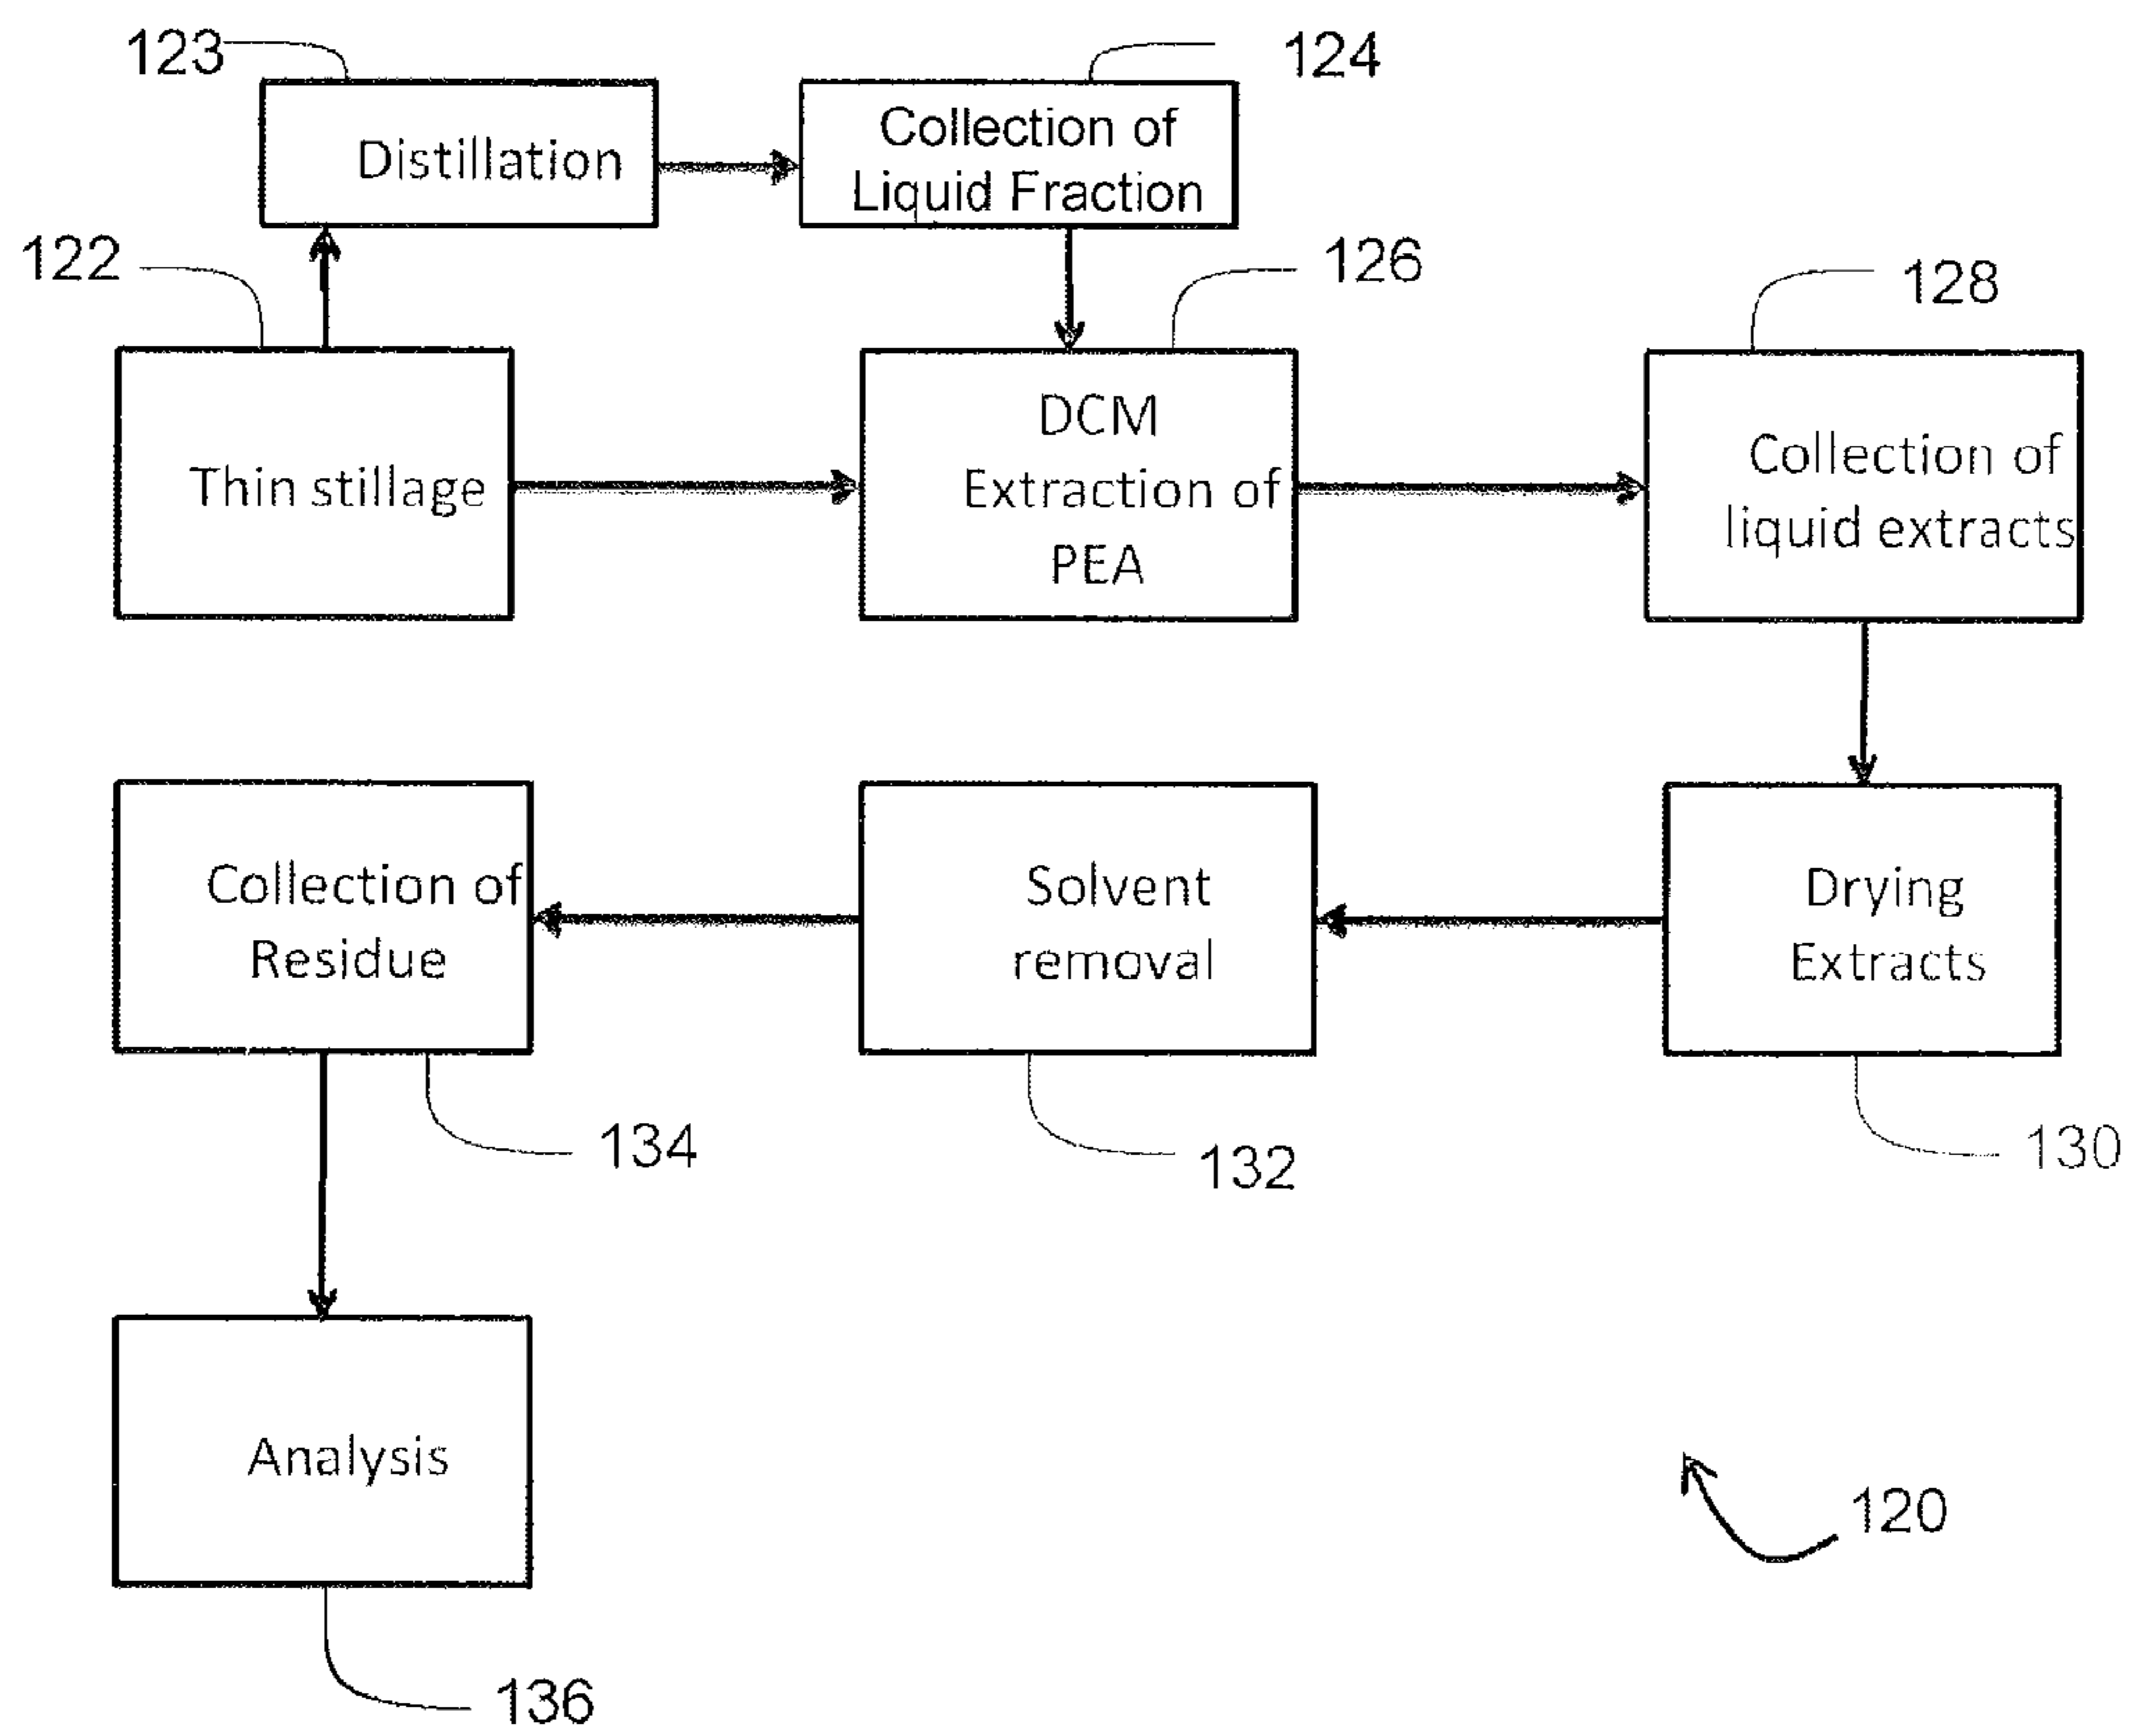 123
124
Distillation
Collection of
Liquid Fraction
122
126
128
Thin stillage
DCM
Extraction of
PEA
Collection of
liquid extracts
Collection of
Residue
Solvent
removal
Drying
Extracts
134
132
130
Analysis
120
136